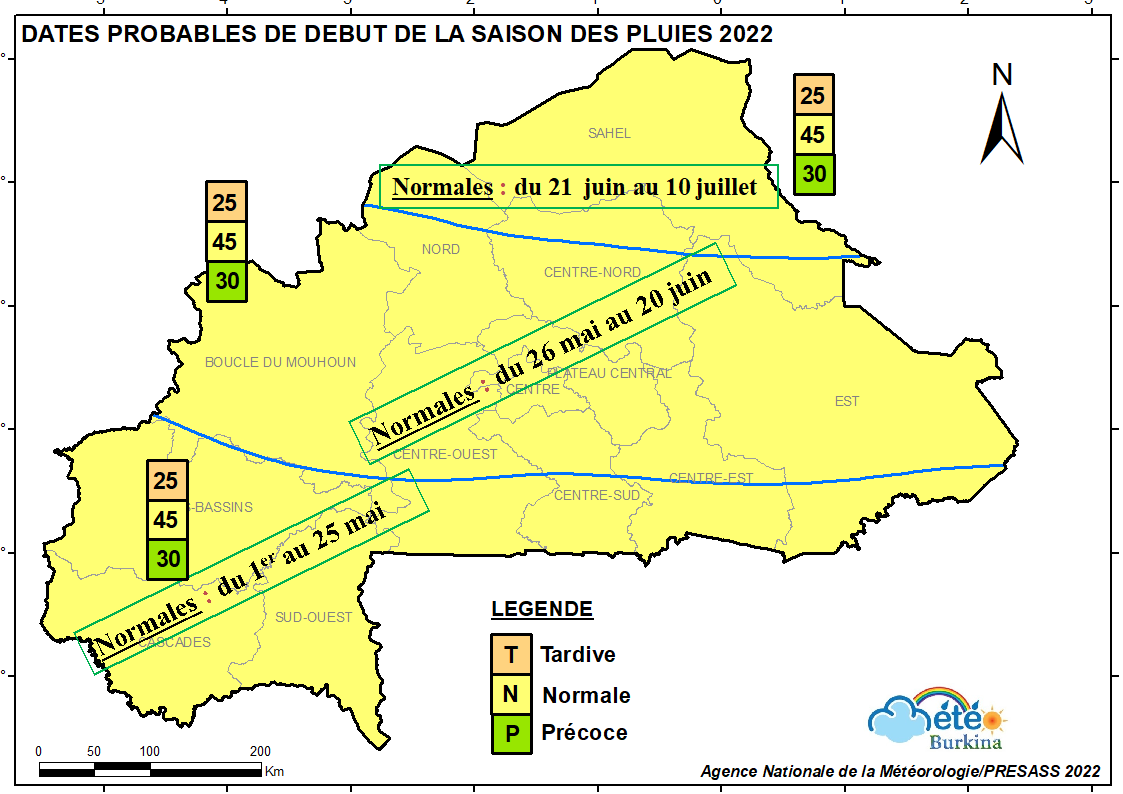 DATES PROBABLES DE DEBUT DE LA SAISON DES PLUIES 2022
N
25
45
30
SAHEL
Normales : du 21 juin au 10 juillet
25
45
30
NORD
CENTRE-NORD
Normales : du 26 mai au 20 juin
BOUCLE DU MOUHOUN
PLATEAU CENTRAL
CENTRE
EST
CENTRE-OUEST
CENTRE-EST
CENTRE-SUD
25
45
30
-BASSINS
Normales : du 1er au 25 mai
SUD-OUEST
CASCADES
LEGENDE
T Tardive
N Normale
P Précoce
Météo
Burkina
0 50 100 200
Km
Agence Nationale de la Météorologie/PRESASS 2022